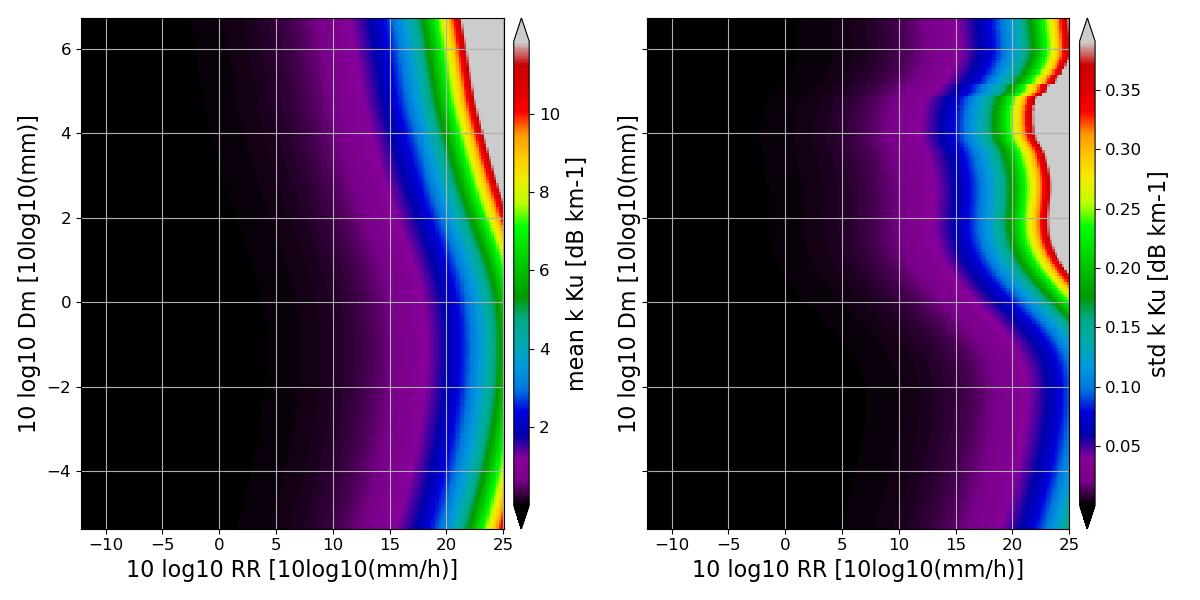 6
4
2
0
−2
−4
−10 −5 0 5 10 15 20 25
10 log10 RR [10log10(mm/h)]
10 log10 Dm [10log10(mm)]
10
8
6
4
2
mean k Ku [dB km-1]
−10 −5 0 5 10 15 20 25
10 log10 RR [10log10(mm/h)]
10 log10 Dm [10log10(mm)]
0.35
0.30
0.25
0.20
0.15
0.10
0.05
std k Ku [dB km-1]